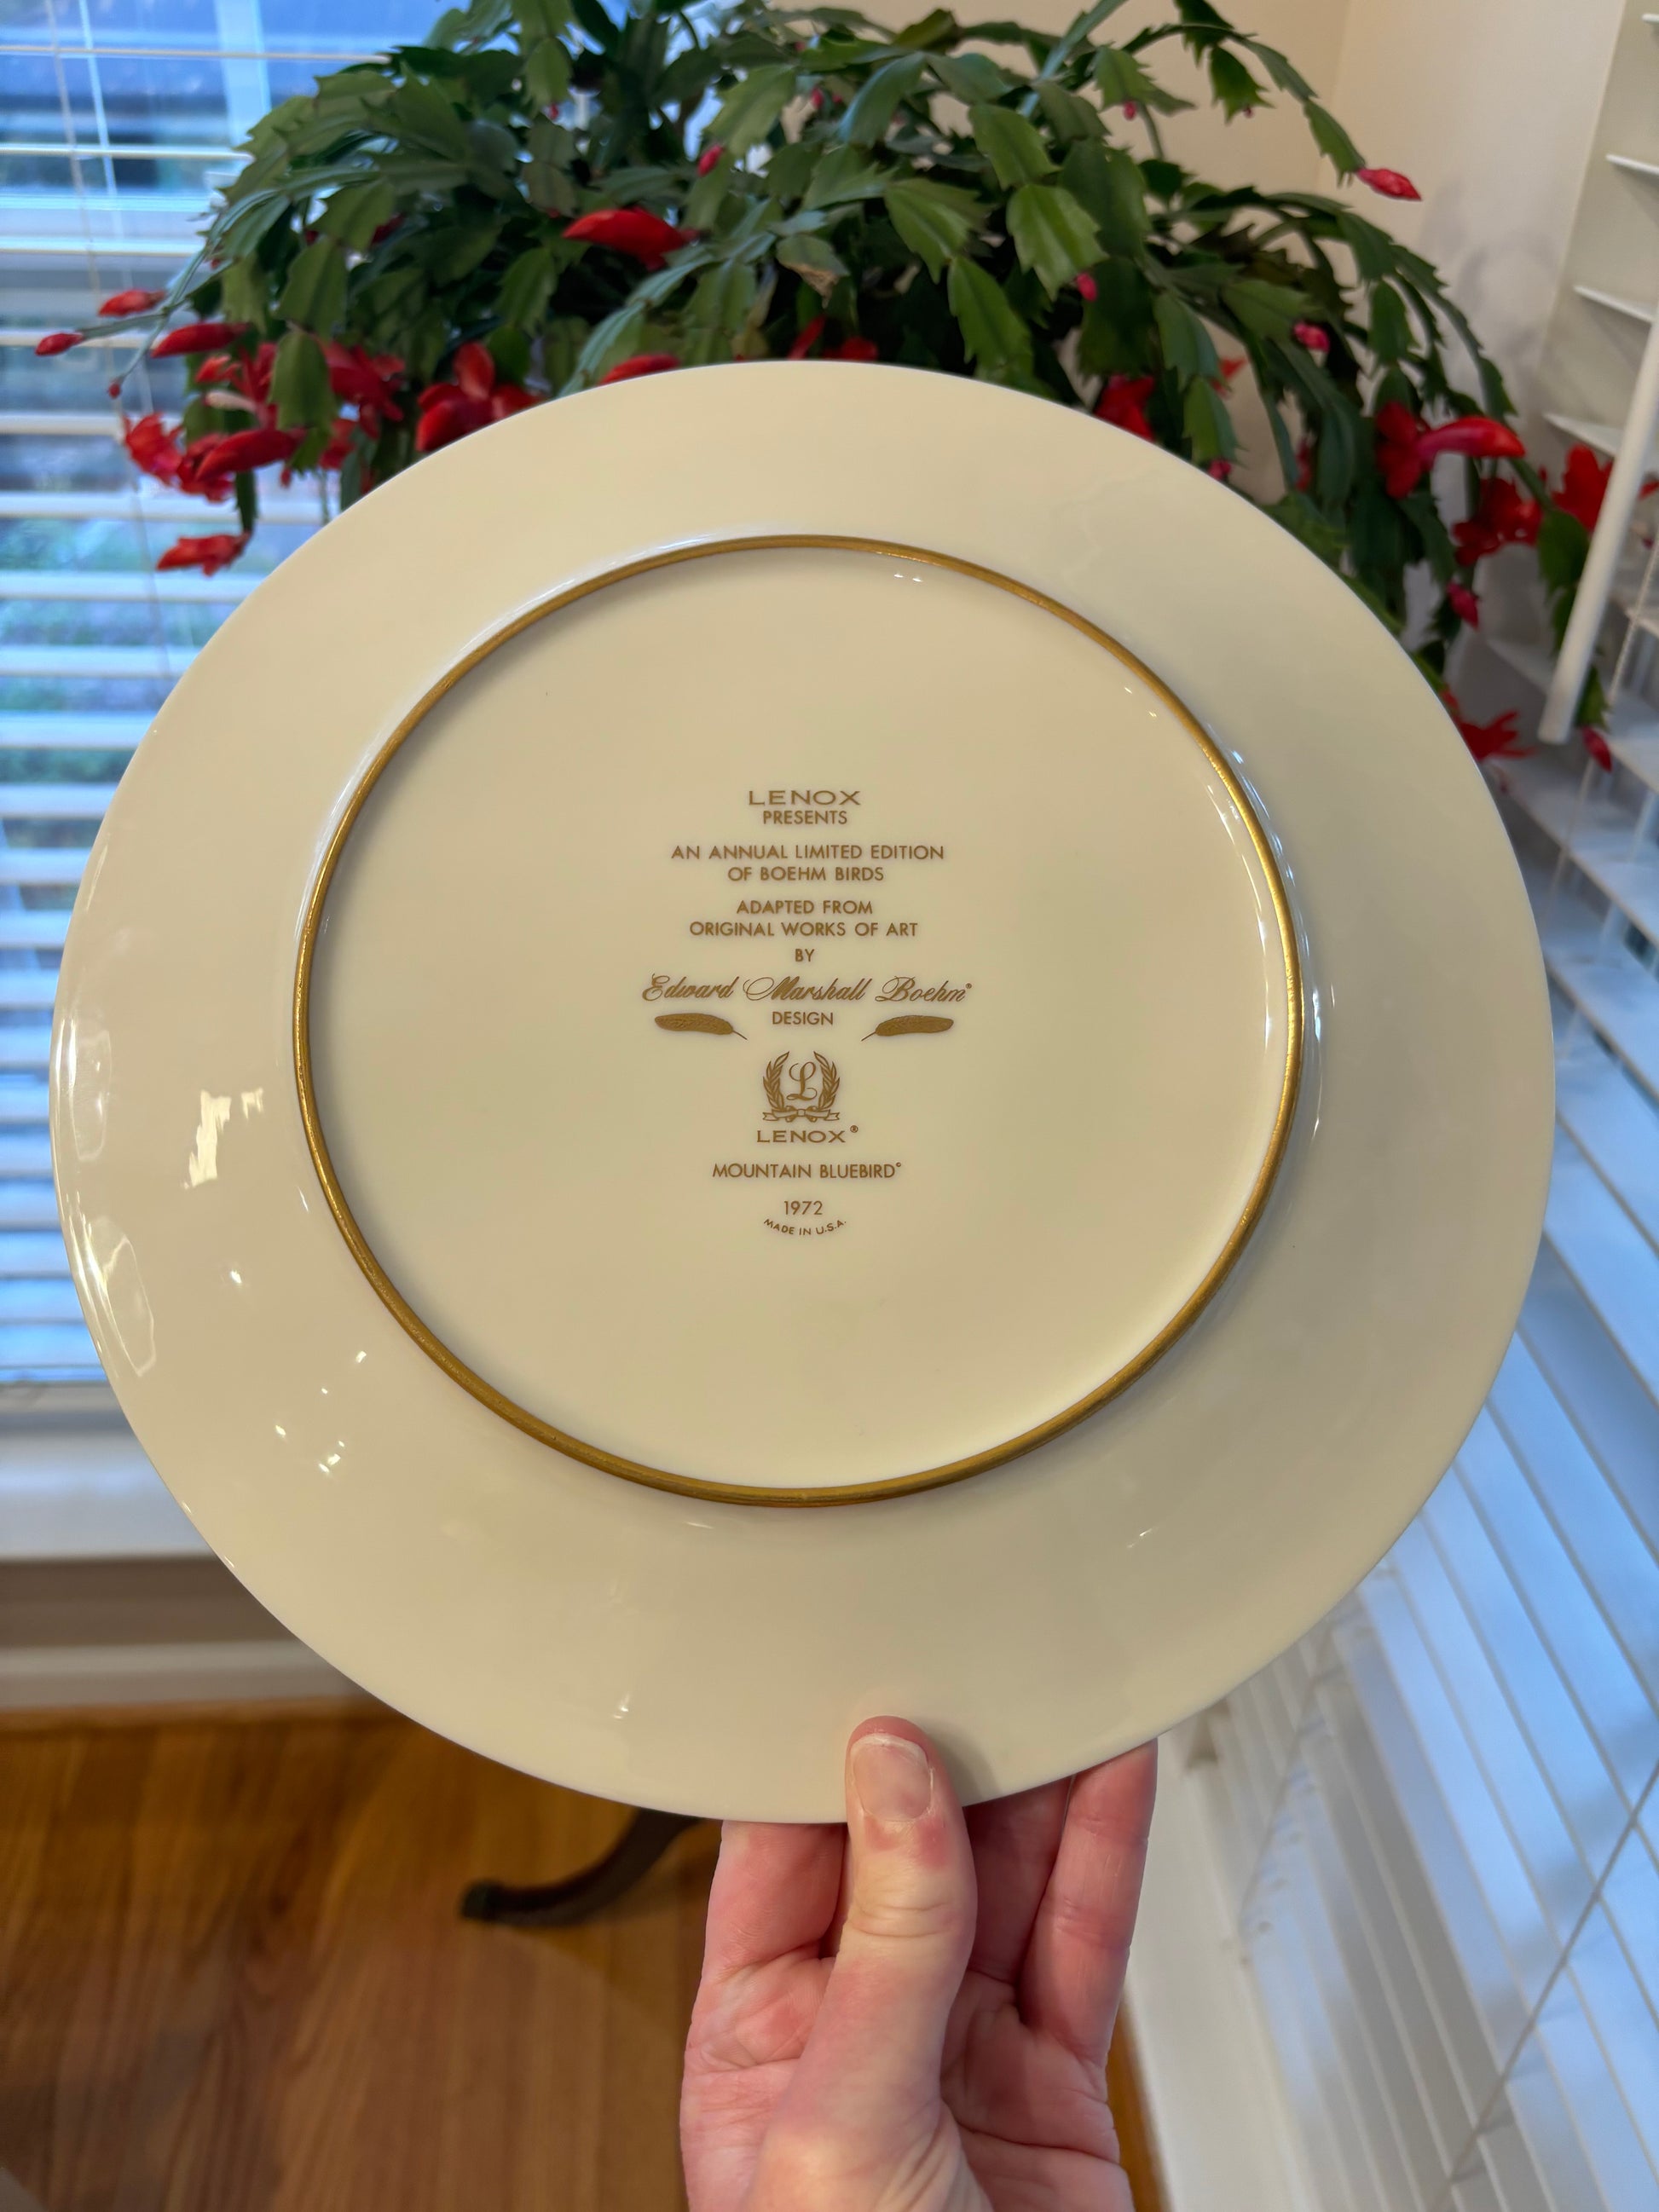 LENOX
PRESENTS
AN ANNUAL LIMITED EDITION
OF BOEHM BIRDS
ADAPTED FROM
ORIGINAL WORKS OF ART
BY
Edward Marshall Boehm®
DESIGN
L
LENOX®
MOUNTAIN BLUEBIRD©
1972
MADE IN U.S.A.